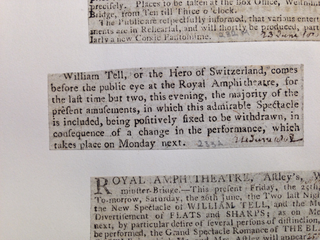 precisely. Places to be taken at the Box Office, Westmin-
Bridge, from Ten till Three o'clock.
The Public are respectfully informed, that various
ments are in Rehearsal, and will shortly be produced,
larly a new Comic Pantomime.
William Tell, or the Hero of Switzerland, comes
before the public eye at the Royal Amphitheatre, for
the last time but two, this evening, the majority of the
present amusements, in which this admirable Spectacle
is included, being positively fixed to be withdrawn, in
consequence of a change in the performance, which
takes place on Monday next.
ROYAL AMPHITHEATRE, Astley's,
minster-Bridge.—This present Friday, the
To-morrow, Saturday, the 26th June, the Two last
the New Spectacle of WILLIAM TELL, and the
Divertisement of FLATS and SHARPS; as on
next, by particular desire of several persons of distinction,
be performed, the Grand Spectacle Romance of THE